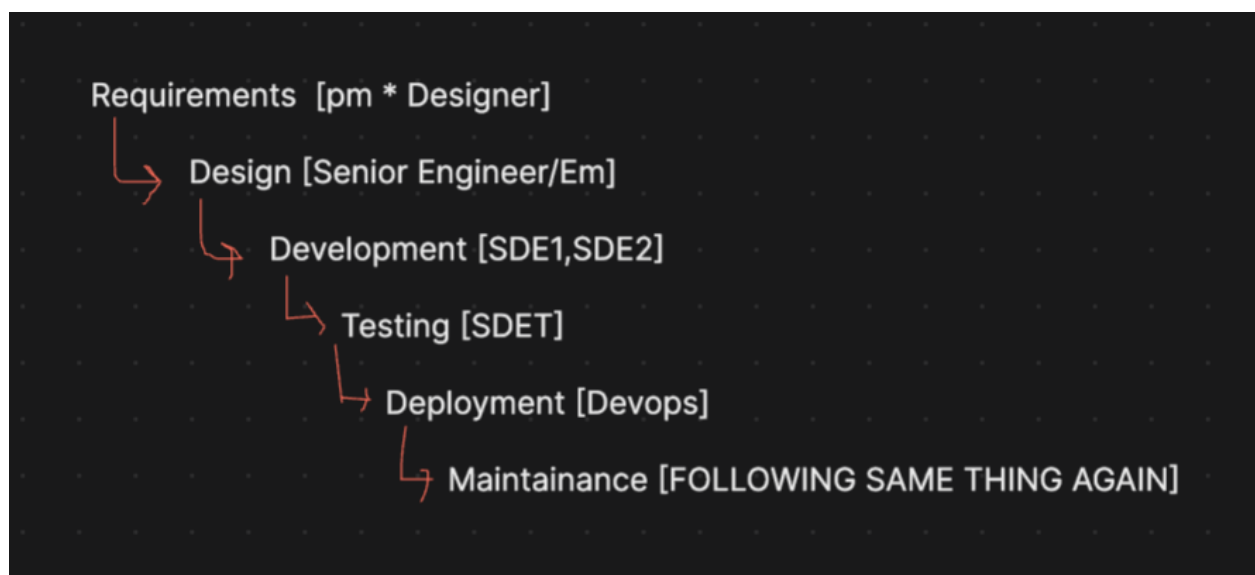 Requirements [pm * Designer]
Design [Senior Engineer/Em]
Development [SDE1,SDE2]
Testing [SDET]
Deployment [Devops]
Maintainance [FOLLOWING SAME THING AGAIN]